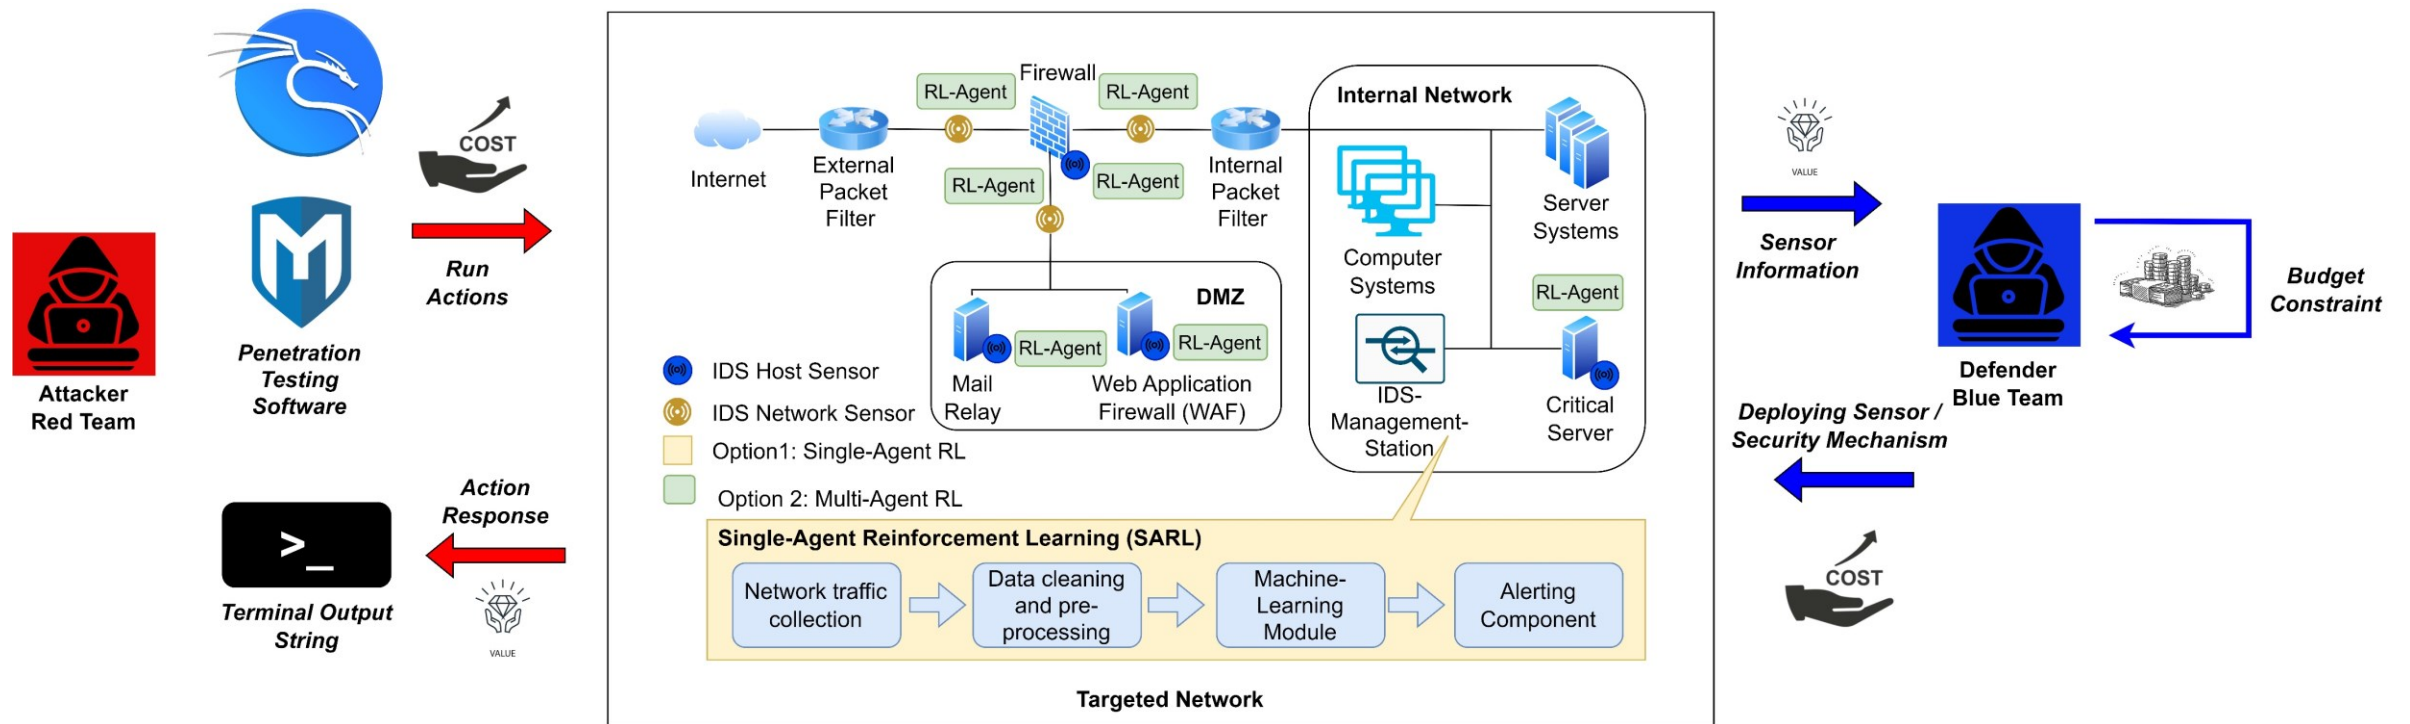 COST
Run
Actions
Attacker
Red Team
Penetration
Testing
Software
Action
Response
>_
Terminal Output
String
VALUE
Firewall
RL-Agent
RL-Agent
Internet
External
Packet
Filter
RL-Agent
RL-Agent
Internal
Packet
Filter
Internal Network
Server
Systems
Computer
Systems
RL-Agent
DMZ
RL-Agent
RL-Agent
Mail
Relay
Web Application
Firewall (WAF)
IDS-
Management-
Station
Critical
Server
IDS Host Sensor
IDS Network Sensor
Option1: Single-Agent RL
Option 2: Multi-Agent RL
Single-Agent Reinforcement Learning (SARL)
Network traffic
collection
Data cleaning
and pre-
processing
Machine-
Learning
Module
Alerting
Component
Targeted Network
VALUE
Sensor
Information
Defender
Blue Team
Budget
Constraint
Deploying Sensor /
Security Mechanism
COST